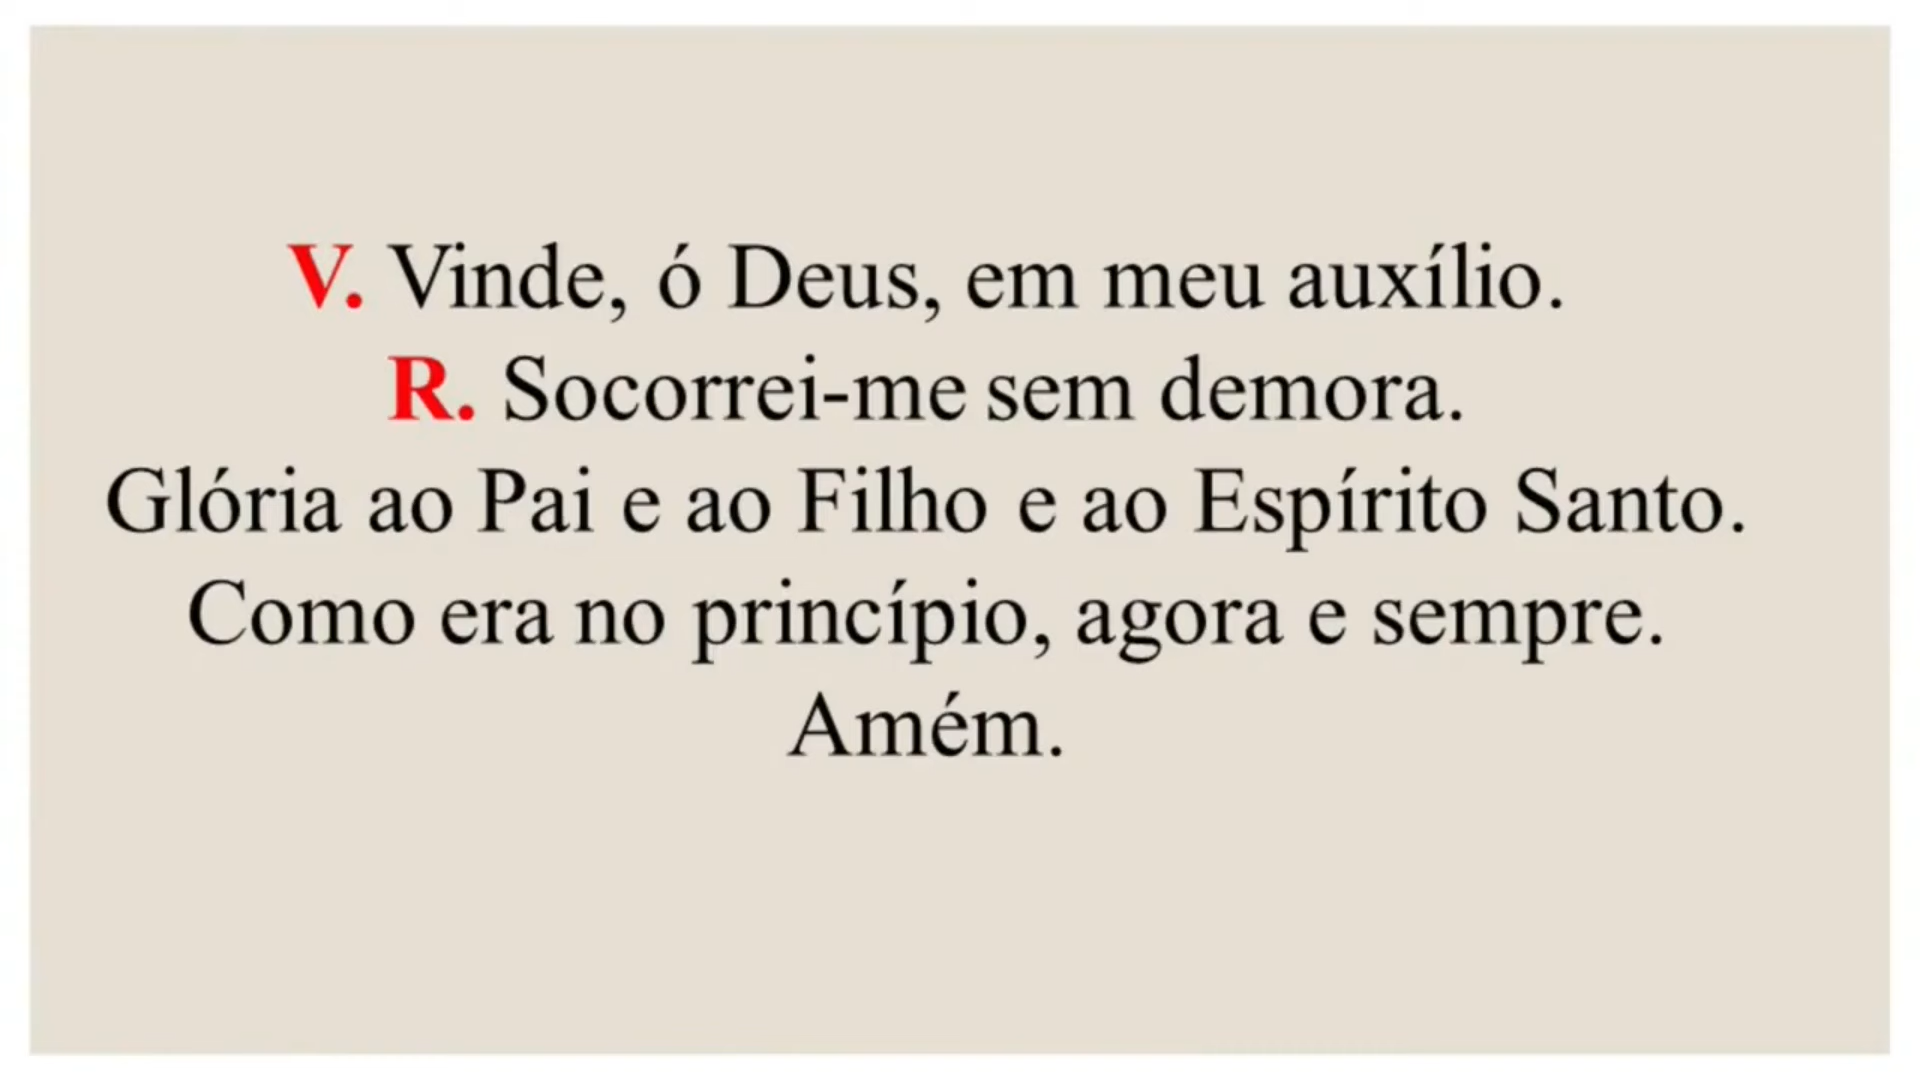 V. Vinde, ó Deus, em meu auxílio.
R. Socorrei-me sem demora.
Glória ao Pai e ao Filho e ao Espírito Santo.
Como era no princípio, agora e sempre.
Amém.